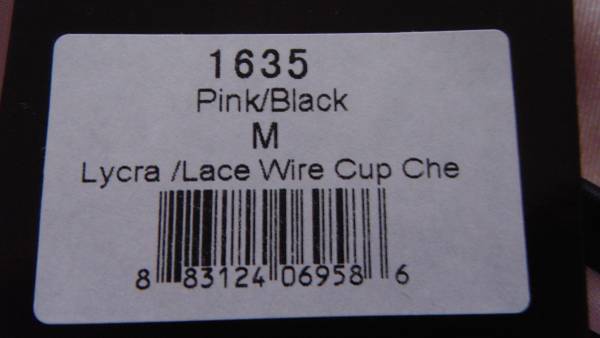 1635
Pink/Black
M
Lycra /Lace Wire Cup Che
8 83124 06958 6